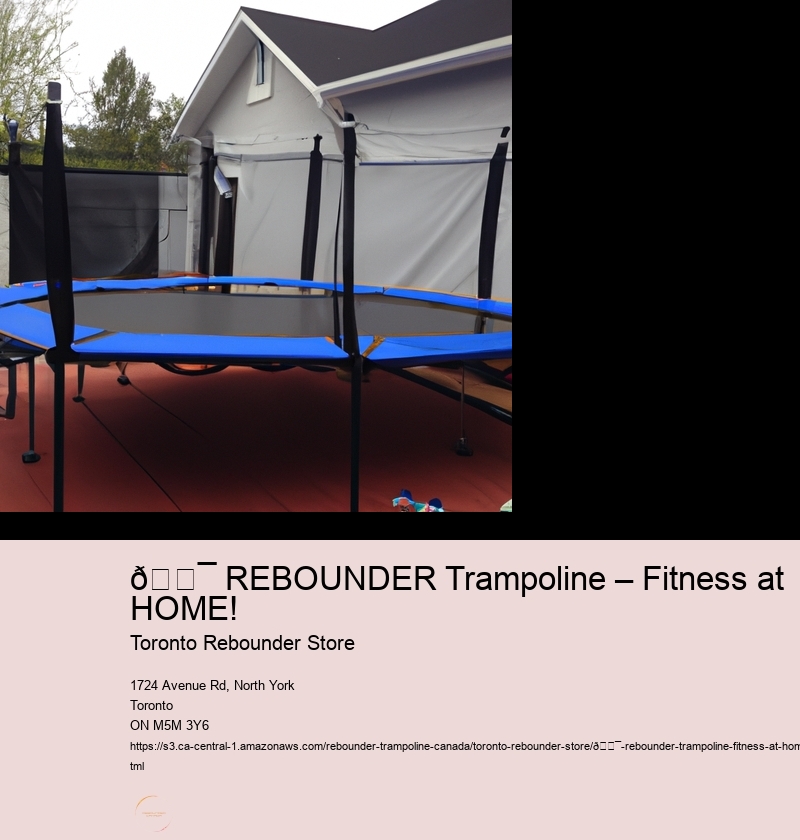 ð□□¯ REBOUNDER Trampoline – Fitness at
HOME!
Toronto Rebounder Store
1724 Avenue Rd, North York
Toronto
ON M5M 3Y6
https://s3.ca-central-1.amazonaws.com/rebounder-trampoline-canada/toronto-rebounder-store/ð□□¯-rebounder-trampoline-fitness-at-hom
tml